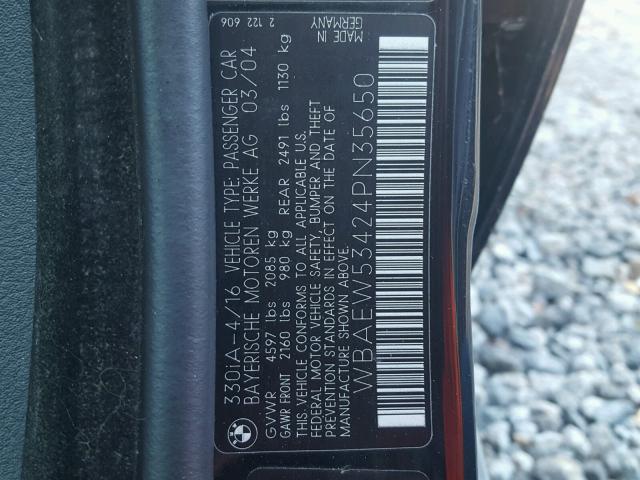 330iA-4/16 VEHICLE TYPE: PASSENGER CAR 2 122 606
BAYERISCHE MOTOREN WERKE AG 03/04
GVWR 4597 lbs 2085 kg
GAWR FRONT 2160 lbs 980 kg REAR 2491 lbs 1130 kg
THIS VEHICLE CONFORMS TO ALL APPLICABLE U.S.
FEDERAL MOTOR VEHICLE SAFETY, BUMPER AND THEFT
PREVENTION STANDARDS IN EFFECT ON THE DATE OF
MANUFACTURE SHOWN ABOVE.
MADE IN
GERMANY
WBAEW53424PN35650